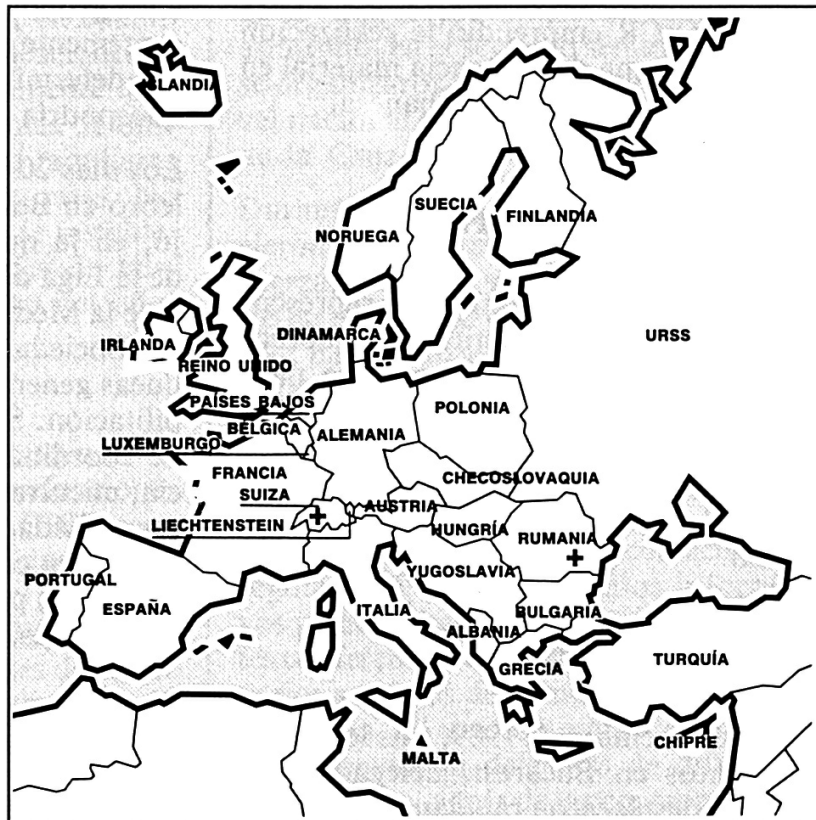 ISLANDIA
SUECIA
FINLANDIA
NORUEGA
DINAMARCA
IRLANDA
URSS
REINO UNIDO
PAÍSES BAJOS
POLONIA
BÉLGICA
ALEMANIA
LUXEMBURGO
FRANCIA
CHECOSLOVAQUIA
SUIZA
AUSTRIA
LIECHTENSTEIN
HUNGRÍA
RUMANIA
YUGOSLAVIA
PORTUGAL
ESPAÑA
ITALIA
BULGARIA
ALBANIA
GRECIA
TURQUÍA
CHIPRE
MALTA